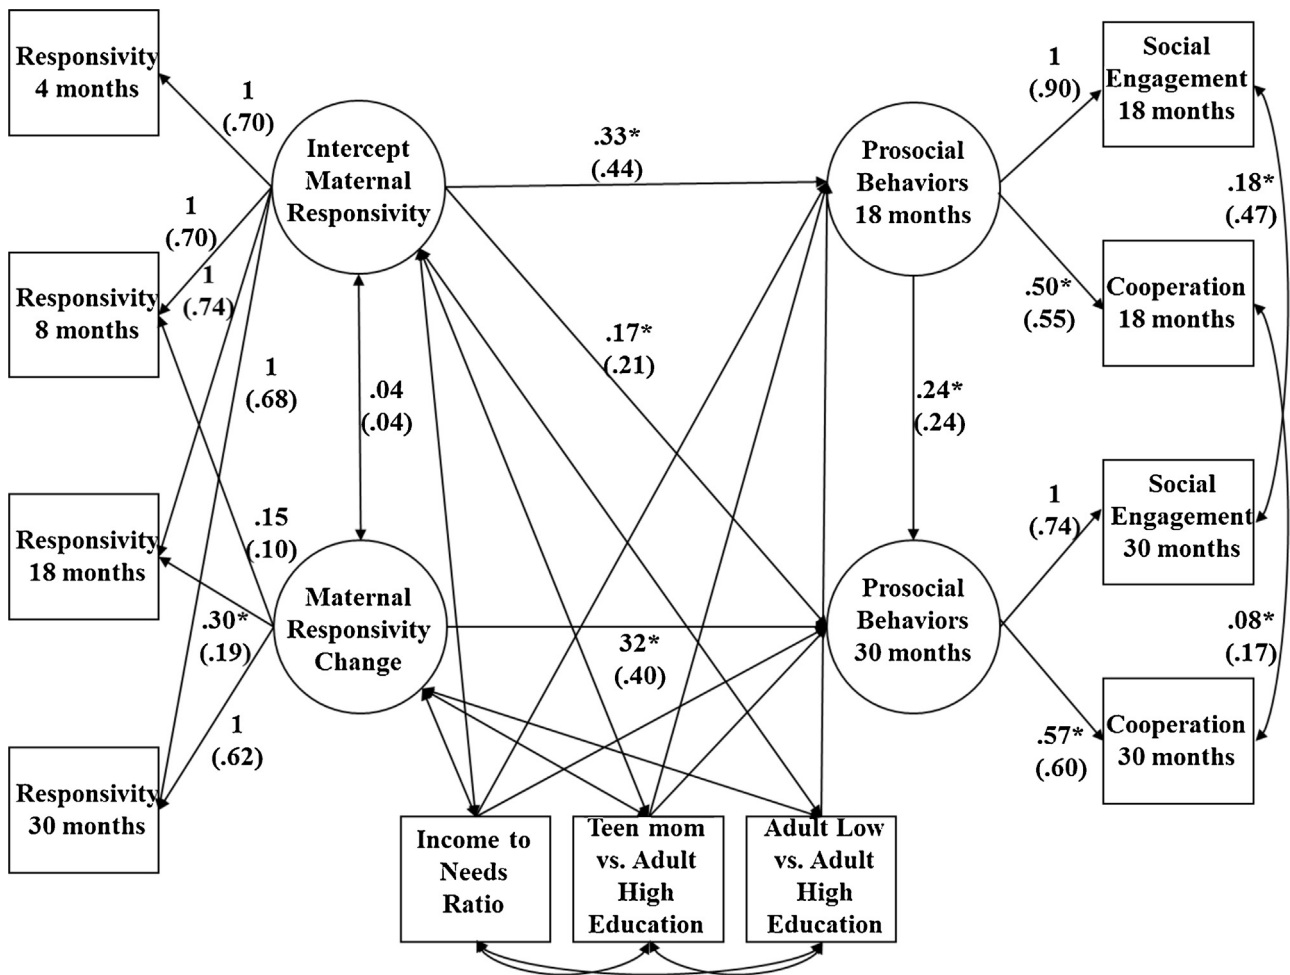 Responsivity
4 months
1
(.70)
Intercept
Maternal
Responsivity
.33*
(.44)
Prosocial
Behaviors
18 months
1
(.90)
Social
Engagement
18 months
.18*
(.47)
1
(.70)
1
(.74)
Responsivity
8 months
1
(.68)
.04
(.04)
.17*
(.21)
.24*
(.24)
.50*
(.55)
Cooperation
18 months
Responsivity
18 months
.15
(.10)
.30*
(.19)
Maternal
Responsivity
Change
32*
(.40)
Prosocial
Behaviors
30 months
1
(.74)
Social
Engagement
30 months
.08*
(.17)
Responsivity
30 months
1
(.62)
.57*
(.60)
Cooperation
30 months
Income to
Needs
Ratio
Teen mom
vs. Adult
High
Education
Adult Low
vs. Adult
High
Education